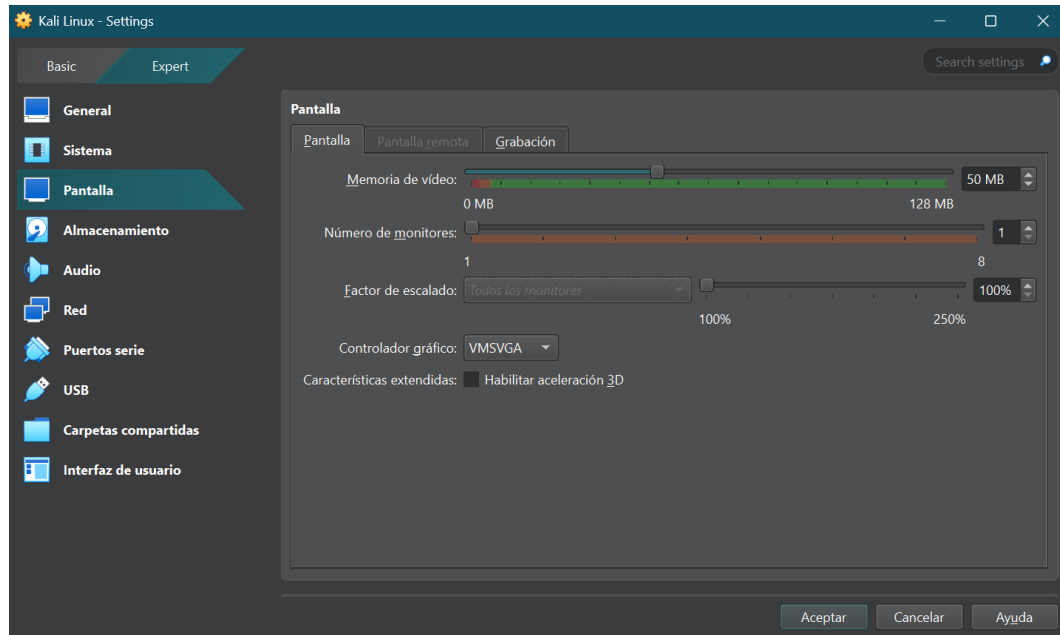 Kali Linux - Settings
Basic Expert Search settings
General
Sistema
Pantalla
Almacenamiento
Audio
Red
Puertos serie
USB
Carpetas compartidas
Interfaz de usuario
Pantalla
Pantalla Pantalla remota Grabación
Memoria de vídeo: 50 MB
0 MB 128 MB
Número de monitores: 1
1 8
Factor de escalado: Todos los monitores 100%
100% 250%
Controlador gráfico: VMSVGA
Características extendidas: Habilitar aceleración 3D
Aceptar Cancelar Ayuda